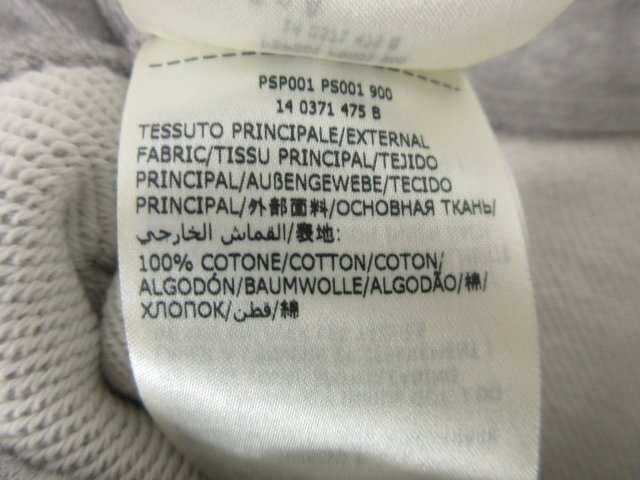 PSP001 PS001 900
14 0371 475 B
TESSUTO PRINCIPALE/EXTERNAL
FABRIC/TISSU PRINCIPAL/TEJIDO
PRINCIPAL/AUßENGEWEBE/TECIDO
PRINCIPAL/外部面料/ОСНОВНАЯ ТКАНЬ/
القماش الخارجي/表地:
100% COTONE/COTTON/COTON/
ALGODÓN/BAUMWOLLE/ALGODÃO/棉/
ХЛОПОК/قطن/綿